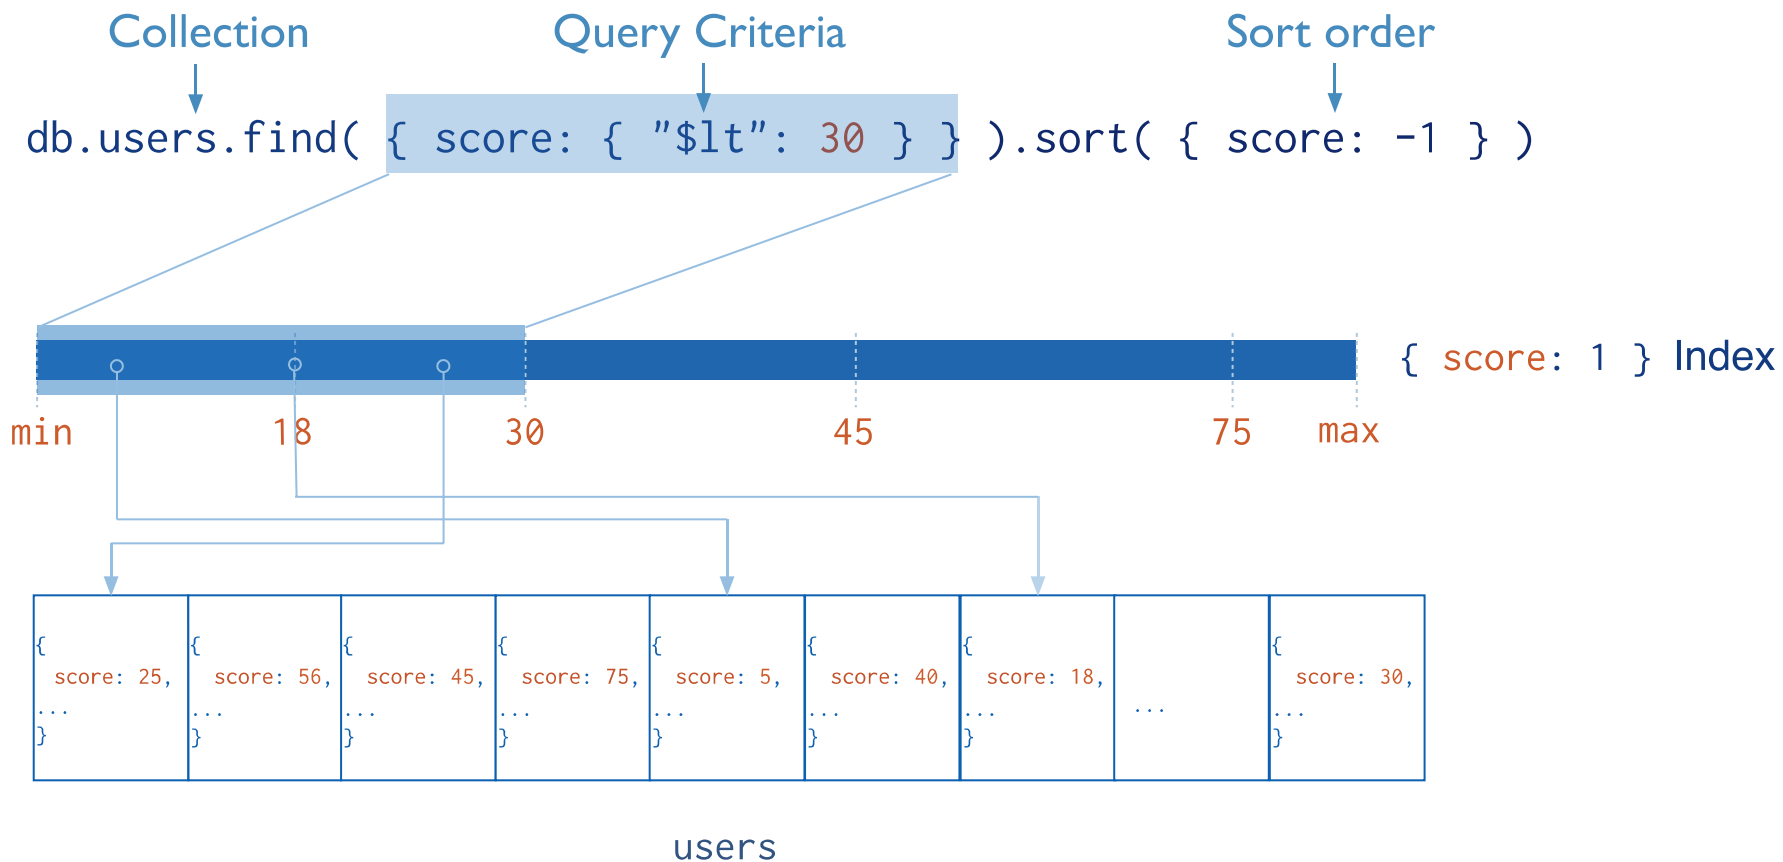 Collection Query Criteria Sort order
db.users.find( { score: { "$lt": 30 } } ).sort( { score: -1 } )
{ score: 1 } Index
min 18 30 45 75 max
{ { { { { { { {
score: 25, score: 56, score: 45, score: 75, score: 5, score: 40, score: 18, score: 30,
... ... ... ... ... ... ... ... ...
} } } } } } } }
users